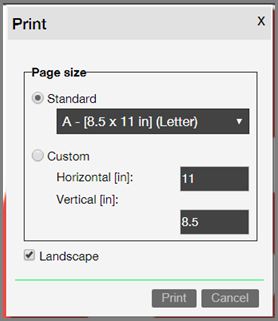 Print X
Page size
Standard
A - [8.5 x 11 in] (Letter)
Custom
Horizontal [in]: 11
Vertical [in]:
8.5
Landscape
Print Cancel